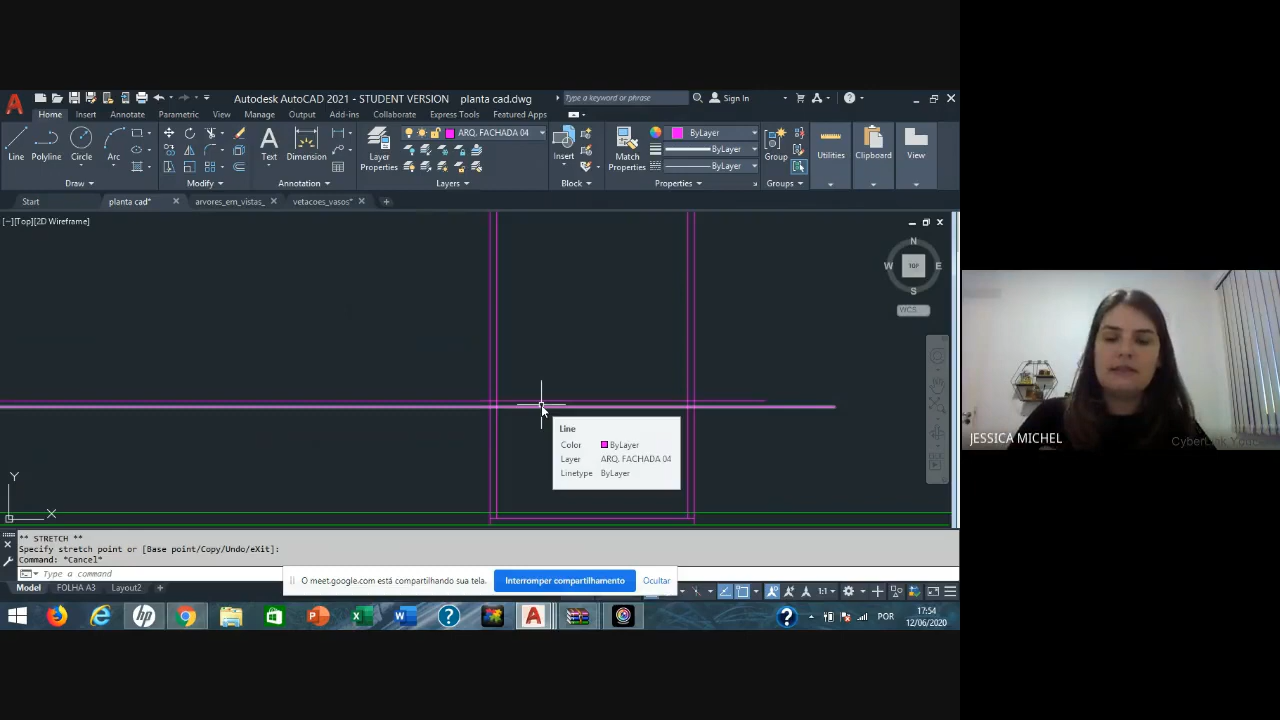 Autodesk AutoCAD 2021 - STUDENT VERSION planta cad.dwg
Type a keyword or phrase
Sign In
Home Insert Annotate Parametric View Manage Output Add-ins Collaborate Express Tools Featured Apps
ARQ. FACHADA 04
ByLayer
ByLayer
ByLayer
Line Polyline Circle Arc
Text Dimension
Layer Properties
Insert
Match Properties
Group
Utilities
Clipboard
View
Draw Modify Annotation Layers Block Properties Groups
Start planta cad* arvores_em_vistas_ vetacoes_vasos*
[−][Top][2D Wireframe]
N
W TOP E
S
WCS
Line
Color ByLayer
Layer ARQ. FACHADA 04
Linetype ByLayer
Y
X
** STRETCH **
Specify stretch point or [Base point/Copy/Undo/eXit]:
Command: *Cancel*
Type a command
O meet.google.com está compartilhando sua tela. Interromper compartilhamento Ocultar
Model FOLHA A3 Layout2 +
1:1
POR
17:54
12/06/2020
JESSICA MICHEL